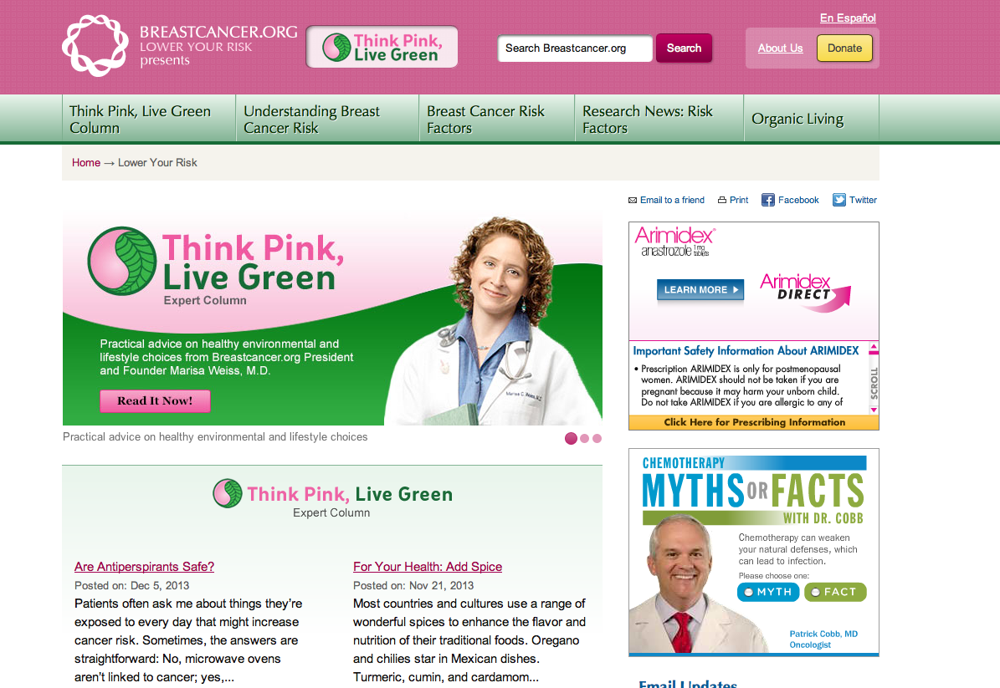 En Español
BREASTCANCER.ORG
LOWER YOUR RISK
presents
Think Pink,
Live Green
Search Breastcancer.org
Search
About Us
Donate
Think Pink, Live Green
Column
Understanding Breast
Cancer Risk
Breast Cancer Risk
Factors
Research News: Risk
Factors
Organic Living
Home → Lower Your Risk
Email to a friend
Print
Facebook
Twitter
Think Pink,
Live Green
Expert Column
Practical advice on healthy environmental and
lifestyle choices from Breastcancer.org President
and Founder Marisa Weiss, M.D.
Read It Now!
Marisa C. Weiss, M.D.
Practical advice on healthy environmental and lifestyle choices
Arimidex®
anastrozole 1 mg tablets
LEARN MORE
Arimidex
DIRECT
Important Safety Information About ARIMIDEX
• Prescription ARIMIDEX is only for postmenopausal
women. ARIMIDEX should not be taken if you are
pregnant because it may harm your unborn child.
Do not take ARIMIDEX if you are allergic to any of
SCROLL
Click Here for Prescribing Information
Think Pink, Live Green
Expert Column
Are Antiperspirants Safe?
Posted on: Dec 5, 2013
Patients often ask me about things they're
exposed to every day that might increase
cancer risk. Sometimes, the answers are
straightforward: No, microwave ovens
aren't linked to cancer; yes,...
For Your Health: Add Spice
Posted on: Nov 21, 2013
Most countries and cultures use a range of
wonderful spices to enhance the flavor and
nutrition of their traditional foods. Oregano
and chilies star in Mexican dishes.
Turmeric, cumin, and cardamom...
CHEMOTHERAPY
MYTHS OR FACTS
WITH DR. COBB
Chemotherapy can weaken
your natural defenses, which
can lead to infection.
Please choose one:
MYTH
FACT
Patrick Cobb, MD
Oncologist
Email Updates